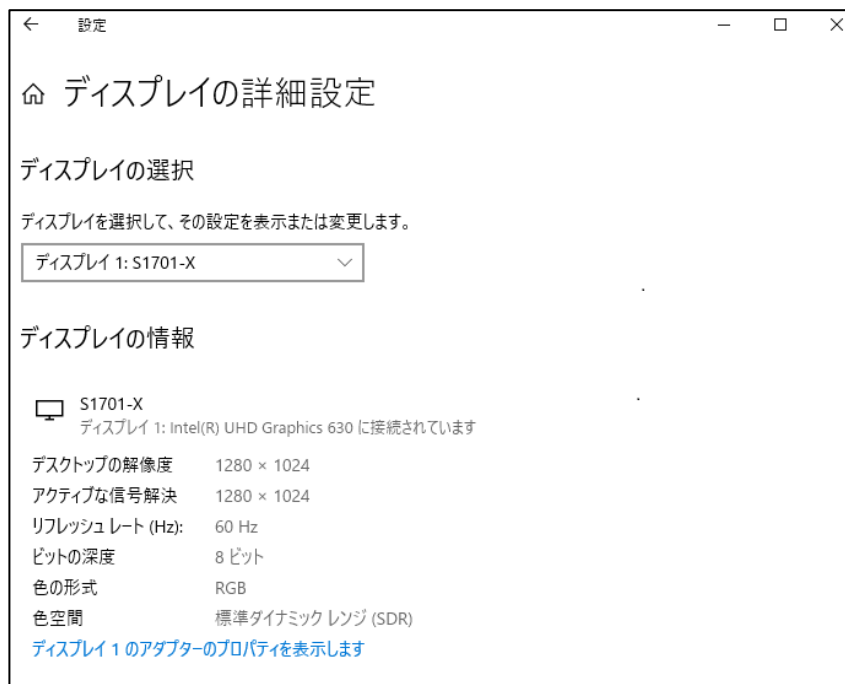 設定
ディスプレイの詳細設定
ディスプレイの選択
ディスプレイを選択して、その設定を表示または変更します。
ディスプレイ 1: S1701-X
ディスプレイの情報
S1701-X
ディスプレイ 1: Intel(R) UHD Graphics 630 に接続されています
デスクトップの解像度 1280 × 1024
アクティブな信号解決 1280 × 1024
リフレッシュ レート (Hz): 60 Hz
ビットの深度 8 ビット
色の形式 RGB
色空間 標準ダイナミック レンジ (SDR)
ディスプレイ 1 のアダプターのプロパティを表示します